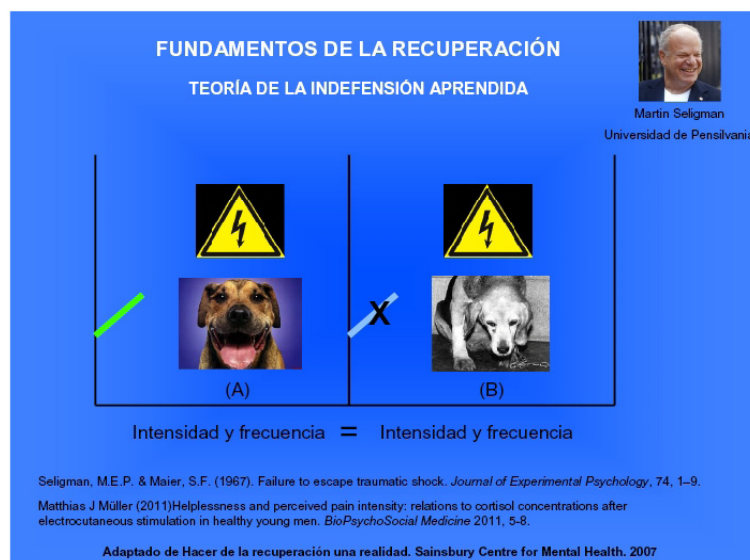 FUNDAMENTOS DE LA RECUPERACIÓN
TEORÍA DE LA INDEFENSIÓN APRENDIDA
Martin Seligman
Universidad de Pensilvania
X
(A)
(B)
Intensidad y frecuencia = Intensidad y frecuencia
Seligman, M.E.P. & Maier, S.F. (1967). Failure to escape traumatic shock. Journal of Experimental Psychology, 74, 1–9.
Matthias J Müller (2011)Helplessness and perceived pain intensity: relations to cortisol concentrations after
electrocutaneous stimulation in healthy young men. BioPsychoSocial Medicine 2011, 5-8.
Adaptado de Hacer de la recuperación una realidad. Sainsbury Centre for Mental Health. 2007